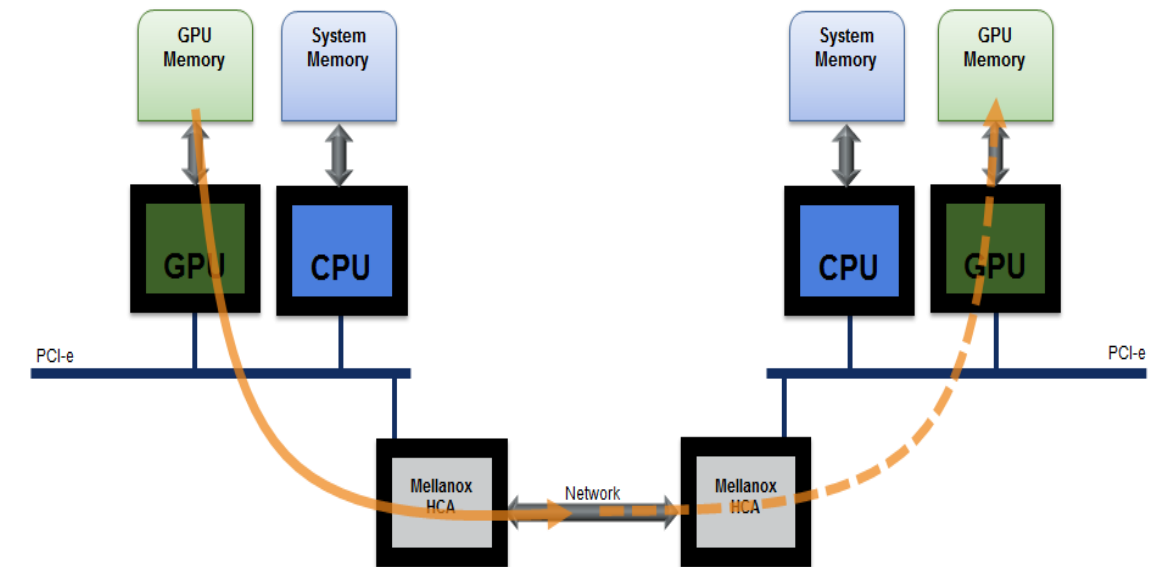 GPU
Memory
System
Memory
System
Memory
GPU
Memory
GPU
CPU
CPU
GPU
PCI-e
PCI-e
Mellanox
HCA
Network
Mellanox
HCA